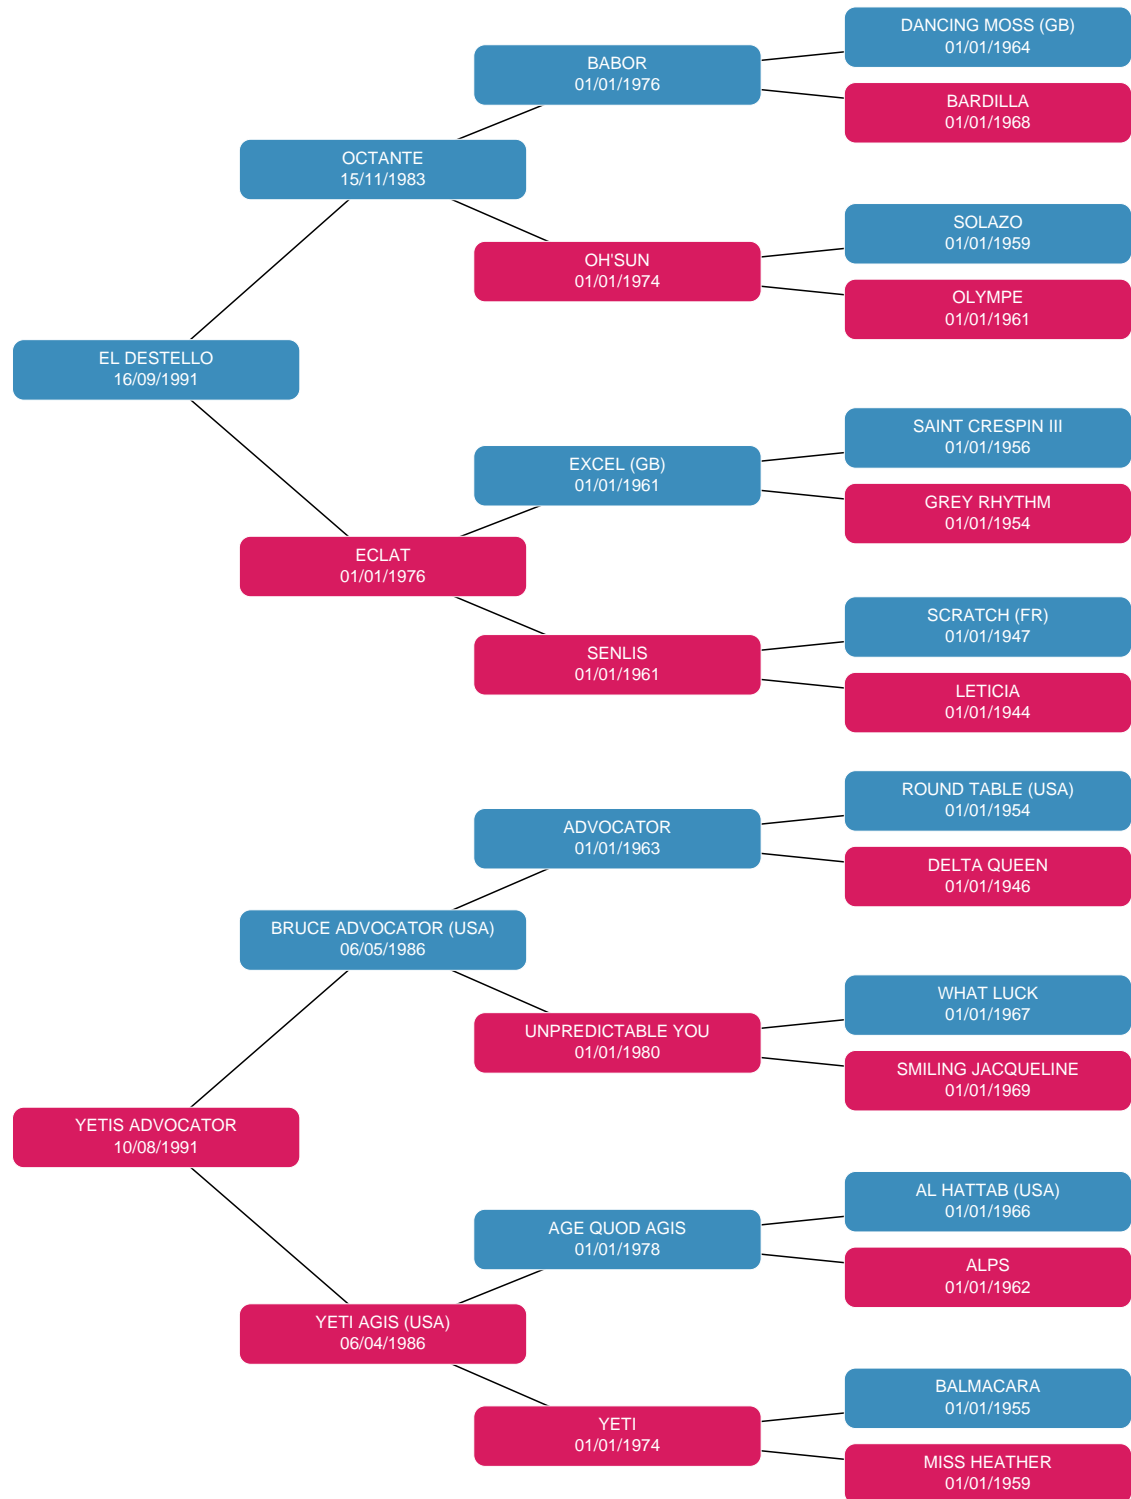 DANCING MOSS (GB)
01/01/1964
BABOR
01/01/1976
BARDILLA
01/01/1968
OCTANTE
15/11/1983
SOLAZO
01/01/1959
OH'SUN
01/01/1974
OLYMPE
01/01/1961
EL DESTELLO
16/09/1991
SAINT CRESPIN III
01/01/1956
EXCEL (GB)
01/01/1961
GREY RHYTHM
01/01/1954
ECLAT
01/01/1976
SCRATCH (FR)
01/01/1947
SENLIS
01/01/1961
LETICIA
01/01/1944
ROUND TABLE (USA)
01/01/1954
ADVOCATOR
01/01/1963
DELTA QUEEN
01/01/1946
BRUCE ADVOCATOR (USA)
06/05/1986
WHAT LUCK
01/01/1967
UNPREDICTABLE YOU
01/01/1980
SMILING JACQUELINE
01/01/1969
YETIS ADVOCATOR
10/08/1991
AL HATTAB (USA)
01/01/1966
AGE QUOD AGIS
01/01/1978
ALPS
01/01/1962
YETI AGIS (USA)
06/04/1986
BALMACARA
01/01/1955
YETI
01/01/1974
MISS HEATHER
01/01/1959